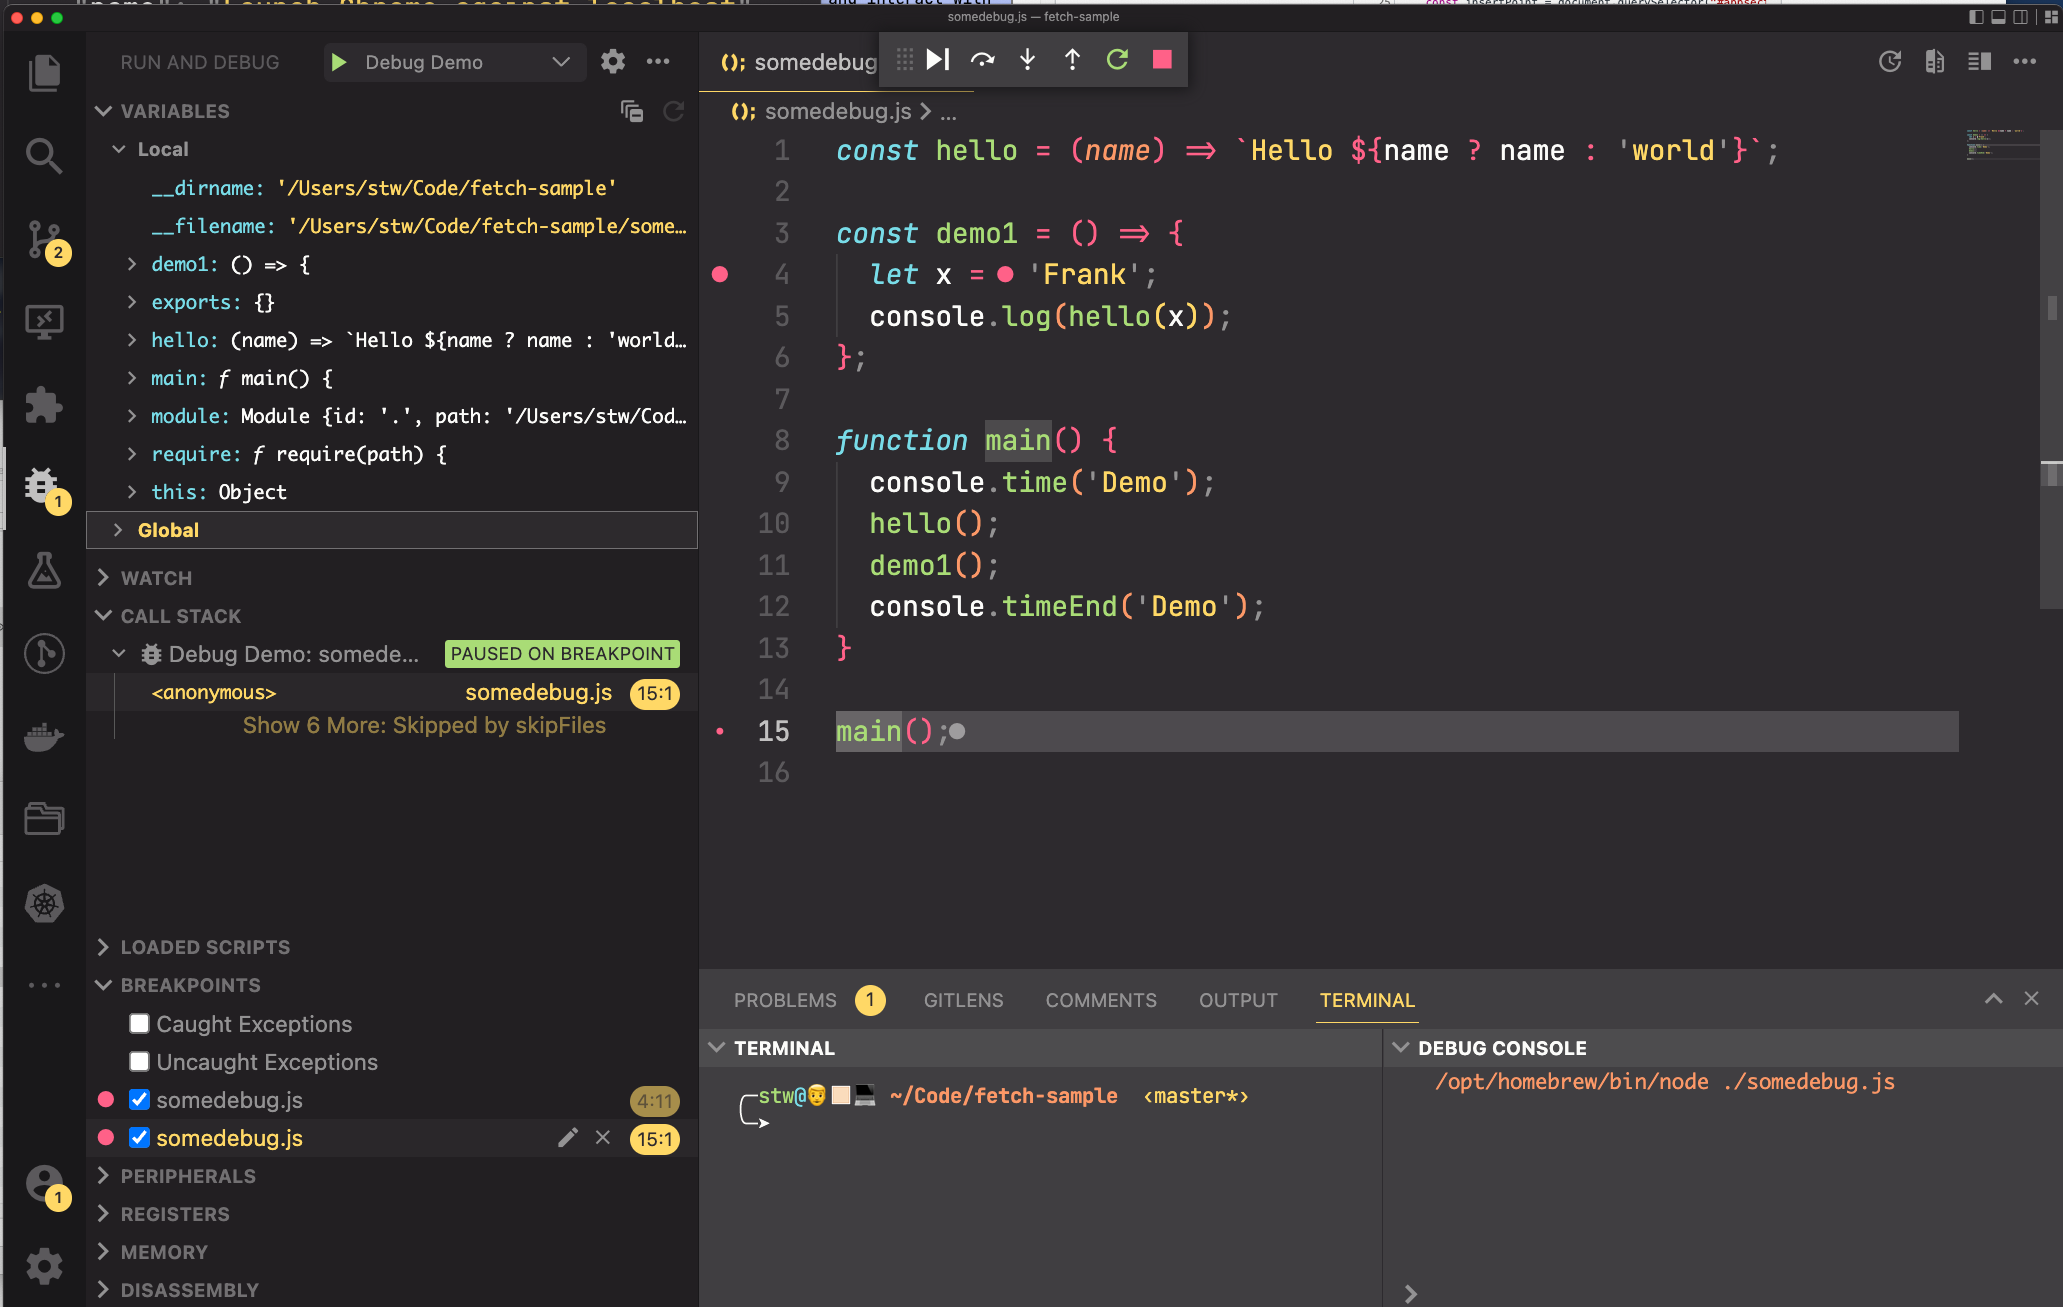 somedebug.js — fetch-sample
RUN AND DEBUG
Debug Demo
VARIABLES
Local
__dirname: '/Users/stw/Code/fetch-sample'
__filename: '/Users/stw/Code/fetch-sample/some…
demo1: () => {
exports: {}
hello: (name) => `Hello ${name ? name : 'world…
main: ƒ main() {
module: Module {id: '.', path: '/Users/stw/Cod…
require: ƒ require(path) {
this: Object
Global
WATCH
CALL STACK
Debug Demo: somede... PAUSED ON BREAKPOINT
<anonymous> somedebug.js 15:1
Show 6 More: Skipped by skipFiles
LOADED SCRIPTS
BREAKPOINTS
Caught Exceptions
Uncaught Exceptions
somedebug.js 4:11
somedebug.js 15:1
PERIPHERALS
REGISTERS
MEMORY
DISASSEMBLY
2
1
1
(); somedebug
(); somedebug.js > ...
1 const hello = (name) => `Hello ${name ? name : 'world'}`;
2
3 const demo1 = () => {
4 let x = 'Frank';
5 console.log(hello(x));
6 };
7
8 function main() {
9 console.time('Demo');
10 hello();
11 demo1();
12 console.timeEnd('Demo');
13 }
14
15 main();
16
PROBLEMS 1 GITLENS COMMENTS OUTPUT TERMINAL
TERMINAL
stw@ ~/Code/fetch-sample ‹master*›
DEBUG CONSOLE
/opt/homebrew/bin/node ./somedebug.js